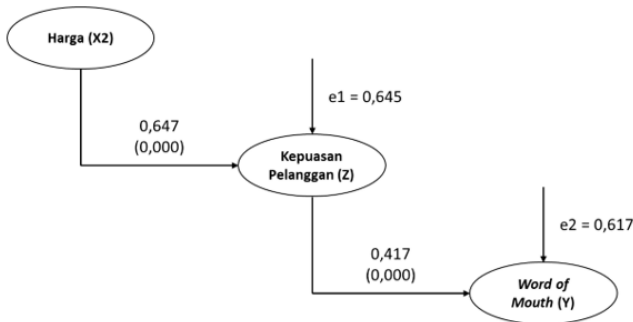 Harga (X2)
e1 = 0,645
0,647
(0,000)
Kepuasan
Pelanggan (Z)
e2 = 0,617
0,417
(0,000)
Word of
Mouth (Y)